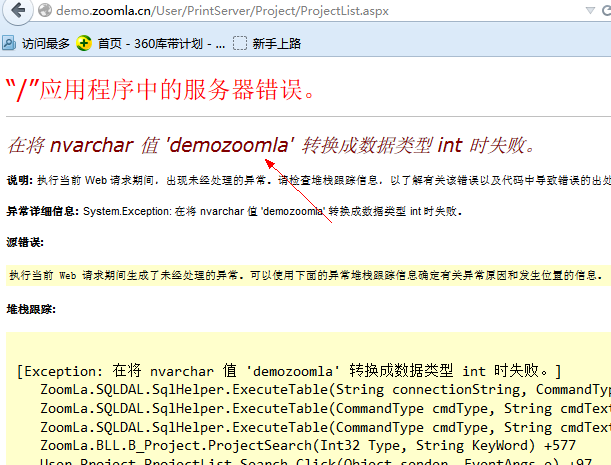 demo.zoomla.cn/User/PrintServer/Project/ProjectList.aspx
访问最多 首页 - 360库带计划 - ... 新手上路
“/”应用程序中的服务器错误。
在将 nvarchar 值 'demozoomla' 转换成数据类型 int 时失败。
说明: 执行当前 Web 请求期间，出现未经处理的异常。请检查堆栈跟踪信息，以了解有关该错误以及代码中导致错误的出处
异常详细信息: System.Exception: 在将 nvarchar 值 'demozoomla' 转换成数据类型 int 时失败。
源错误:
执行当前 Web 请求期间生成了未经处理的异常。可以使用下面的异常堆栈跟踪信息确定有关异常原因和发生位置的信息。
堆栈跟踪:
[Exception: 在将 nvarchar 值 'demozoomla' 转换成数据类型 int 时失败。]
ZoomLa.SQLDAL.SqlHelper.ExecuteTable(String connectionString, CommandTyp
ZoomLa.SQLDAL.SqlHelper.ExecuteTable(CommandType cmdType, String cmdText
ZoomLa.SQLDAL.SqlHelper.ExecuteTable(CommandType cmdType, String cmdText
ZoomLa.BLL.B_Project.ProjectSearch(Int32 Type, String KeyWord) +577
User_Project_ProjectList.Search_Click(Object sender, EventArgs e) +97